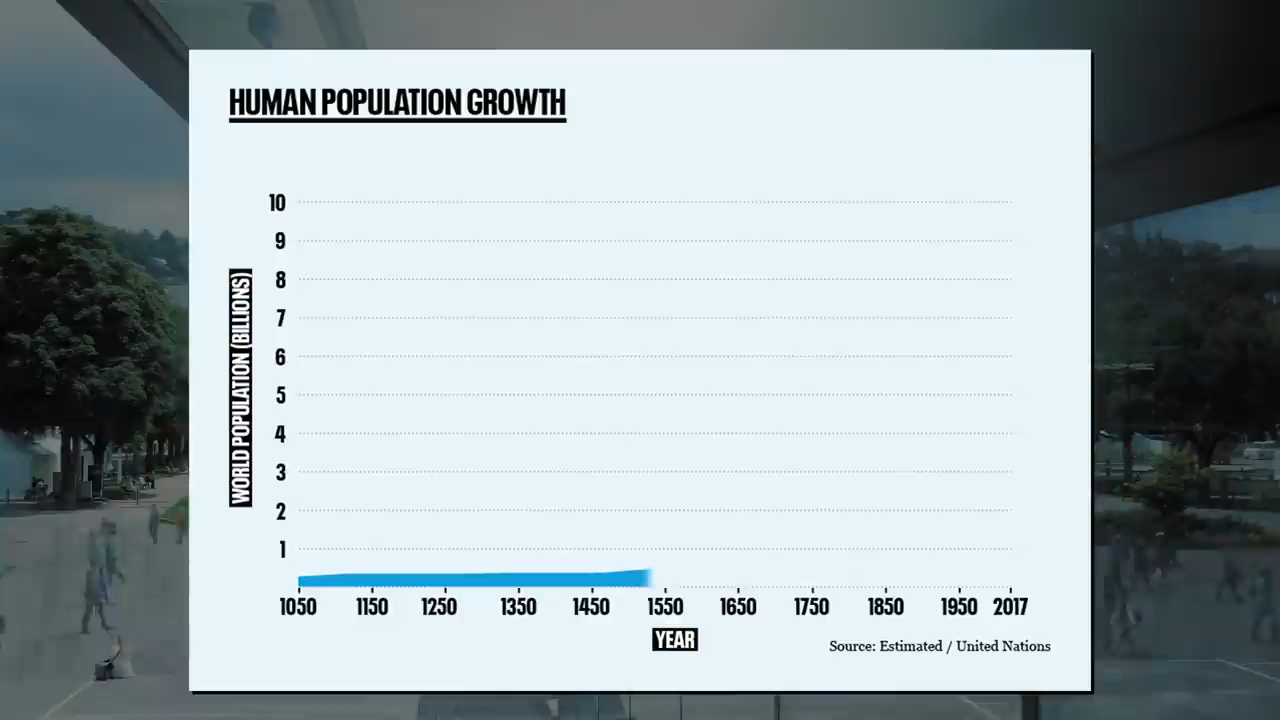 HUMAN POPULATION GROWTH
10
9
8
7
6
5
4
3
2
1
WORLD POPULATION (BILLIONS)
1050 1150 1250 1350 1450 1550 1650 1750 1850 1950 2017
YEAR
Source: Estimated / United Nations